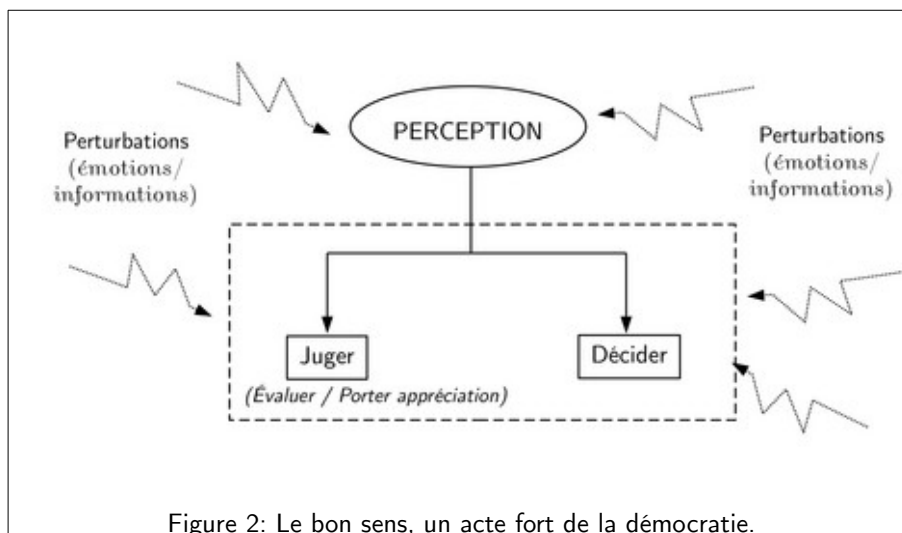 PERCEPTION
Perturbations
(émotions/
informations)
Perturbations
(émotions/
informations)
Juger
Décider
(Évaluer / Porter appréciation)
Figure 2: Le bon sens, un acte fort de la démocratie.